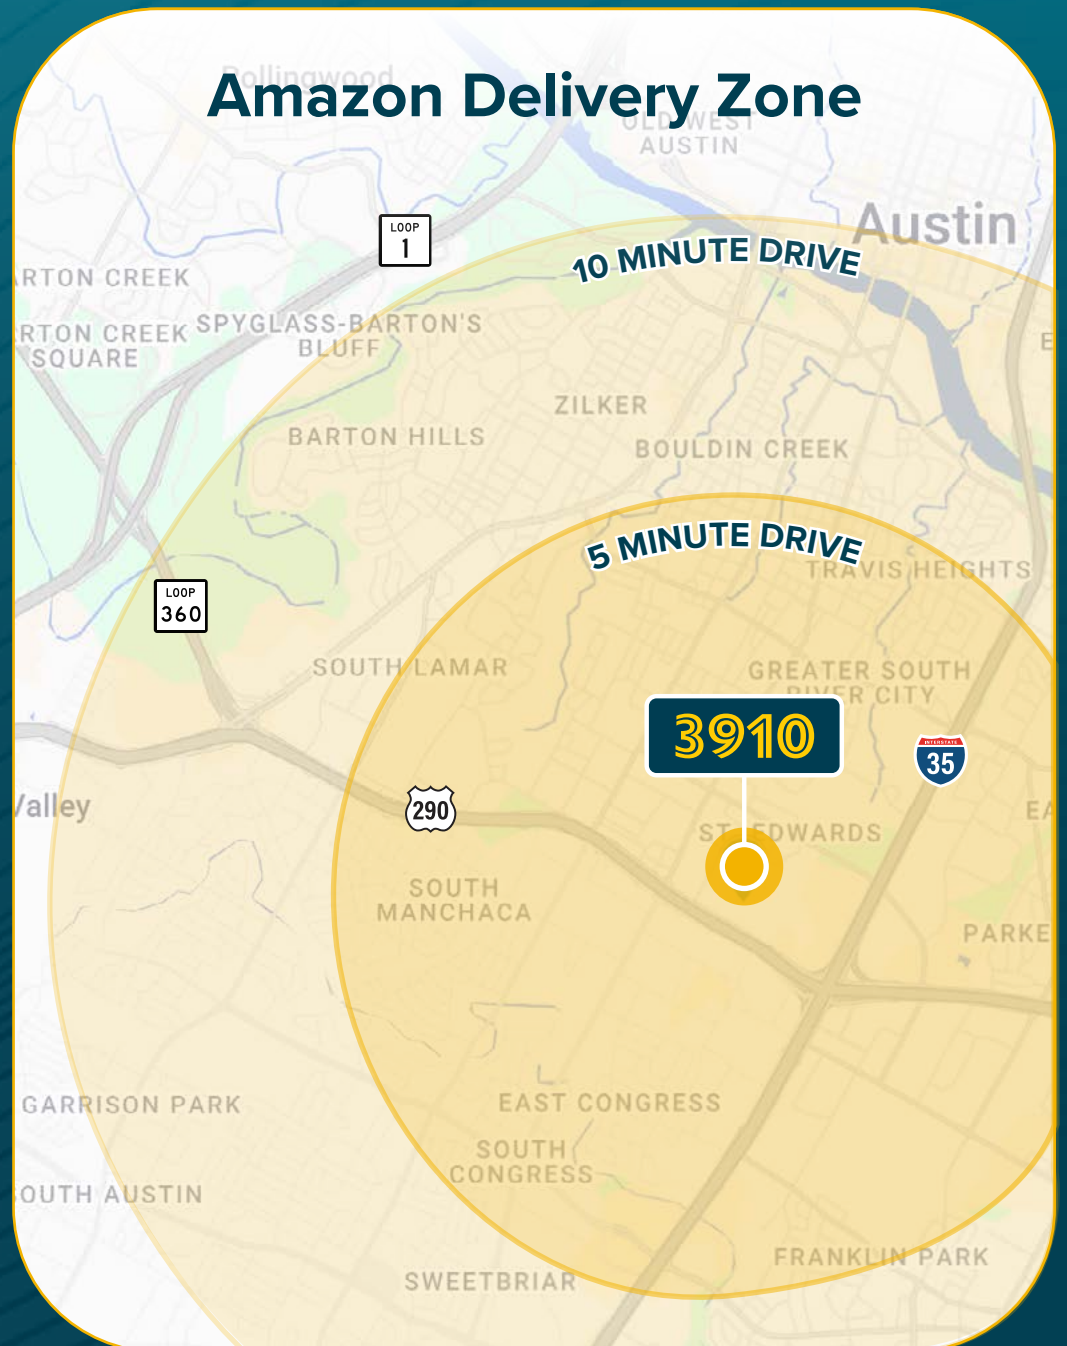 Rollingwood
Amazon Delivery Zone
OLD WEST
AUSTIN
Austin
LOOP
1
10 MINUTE DRIVE
RTON CREEK
RTON CREEK
SQUARE
SPYGLASS-BARTON'S
BLUFF
E
ZILKER
BARTON HILLS
BOULDIN CREEK
5 MINUTE DRIVE
TRAVIS HEIGHTS
LOOP
360
SOUTH LAMAR
GREATER SOUTH
RIVER CITY
3910
INTERSTATE
35
Valley
290
EA
ST. EDWARDS
SOUTH
MANCHACA
PARKE
GARRISON PARK
EAST CONGRESS
SOUTH
CONGRESS
OUTH AUSTIN
FRANKLIN PARK
SWEETBRIAR